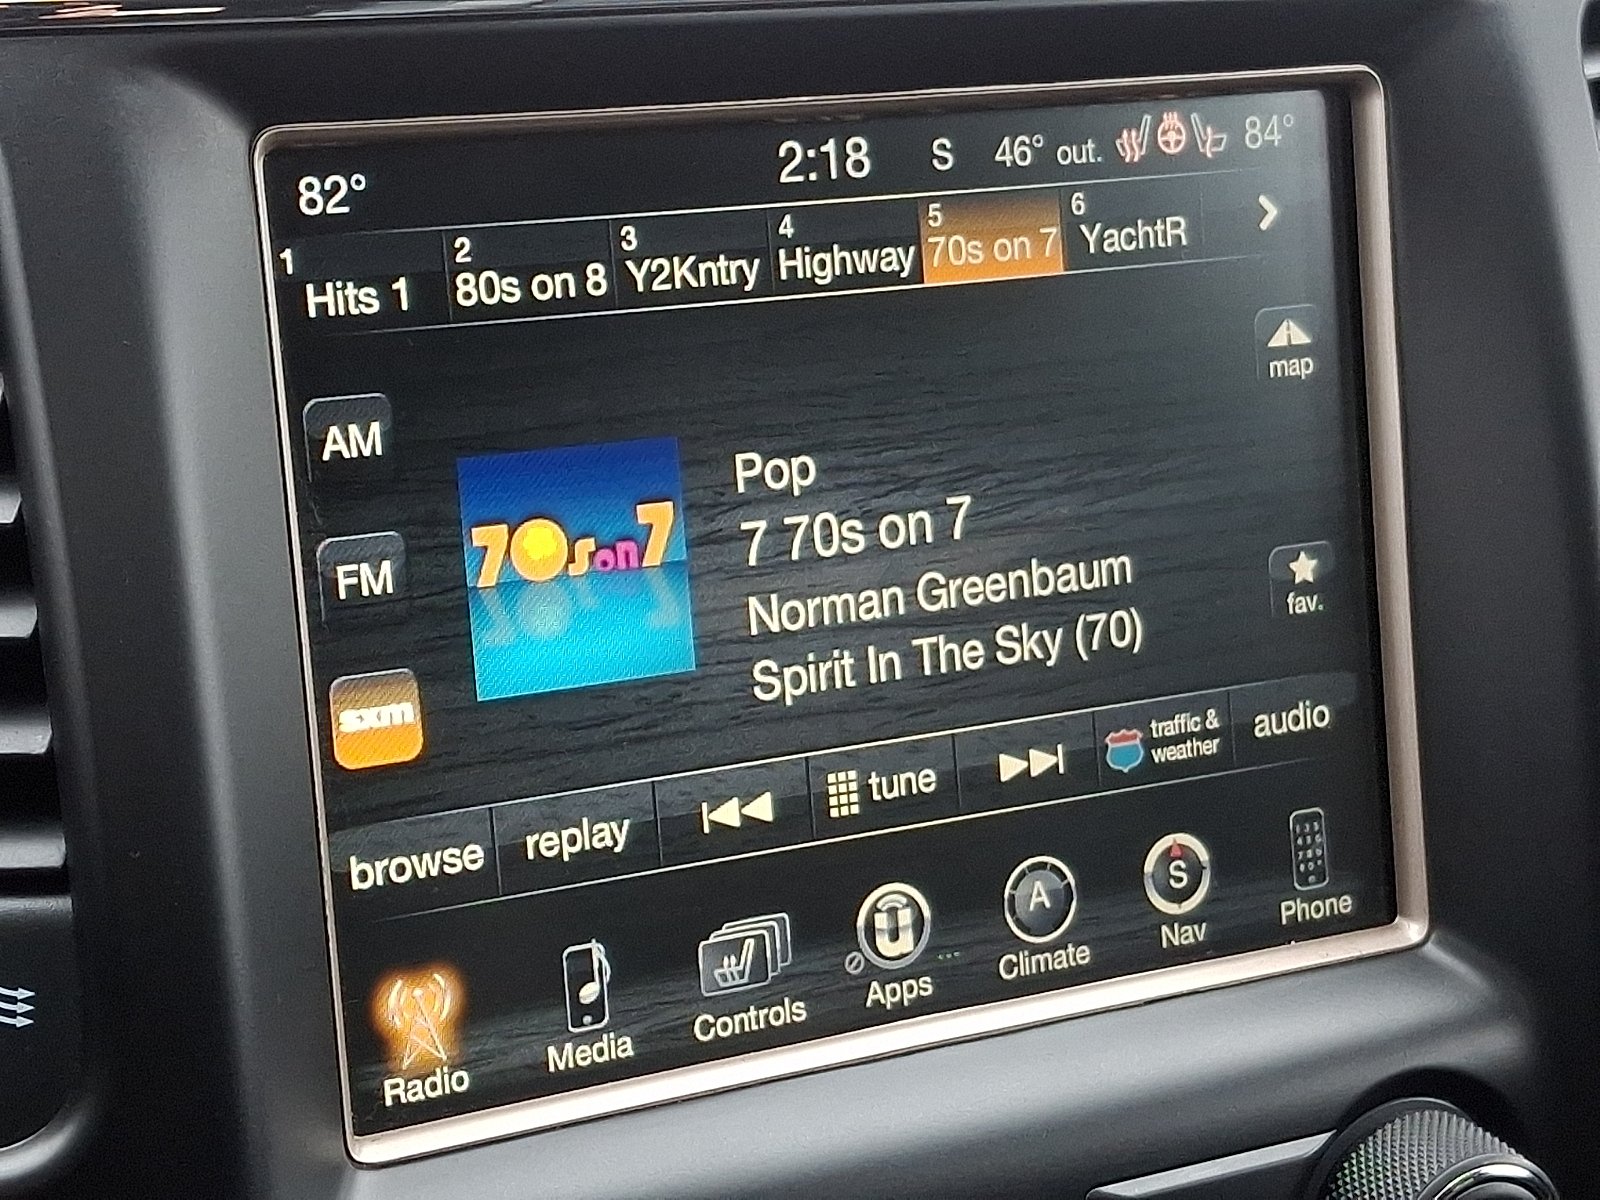 82° 2:18 S 46° out. 84°
1 Hits 1
2 80s on 8
3 Y2Kntry
4 Highway
5 70s on 7
6 YachtR
map
AM
FM
sxm
70s on 7
Pop
7 70s on 7
Norman Greenbaum
Spirit In The Sky (70)
fav.
browse
replay
tune
traffic &
weather
audio
Radio
Media
Controls
U
Apps
A
Climate
S
Nav
Phone